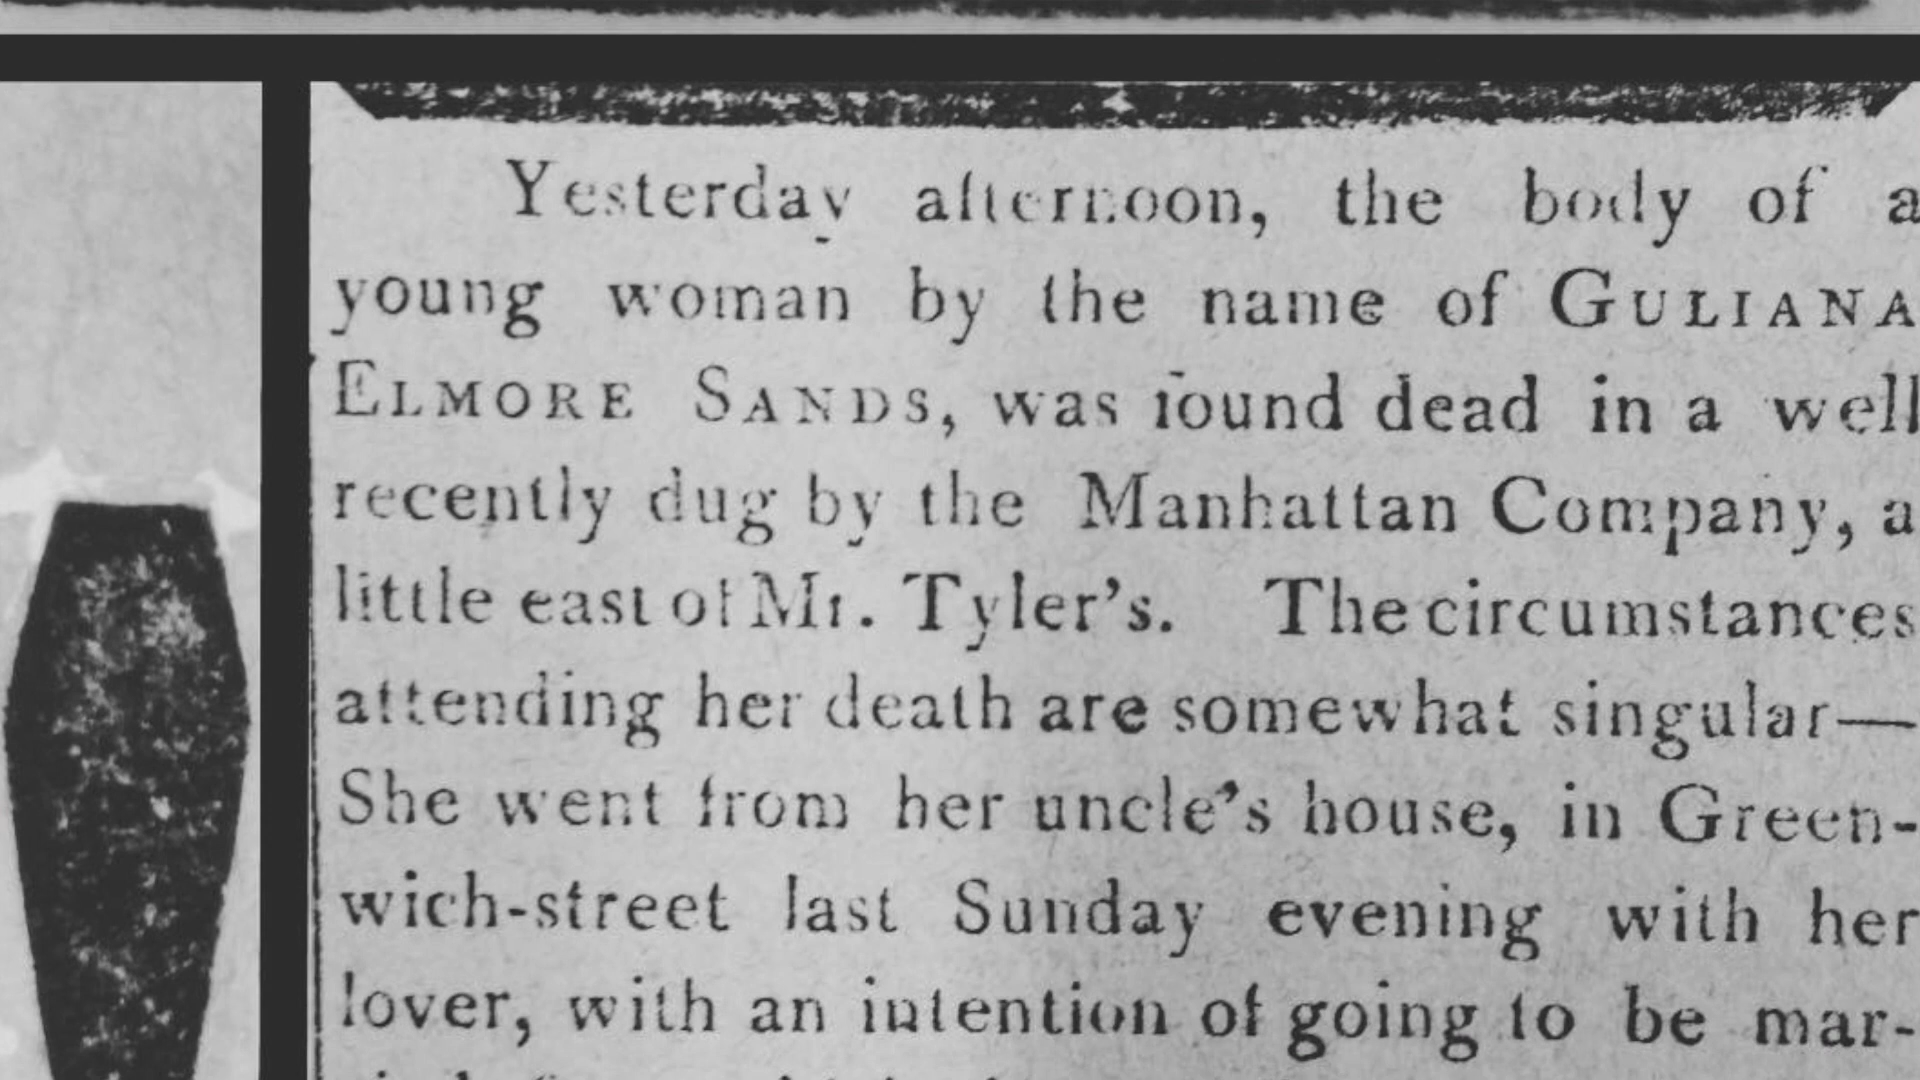 Yesterday afternoon, the body of a
young woman by the name of GULIANA
ELMORE SANDS, was found dead in a well
recently dug by the Manhattan Company, a
little east of Mr. Tyler's. The circumstances
attending her death are somewhat singular—
She went from her uncle's house, in Green-
wich-street last Sunday evening with her
lover, with an intention of going to be mar-